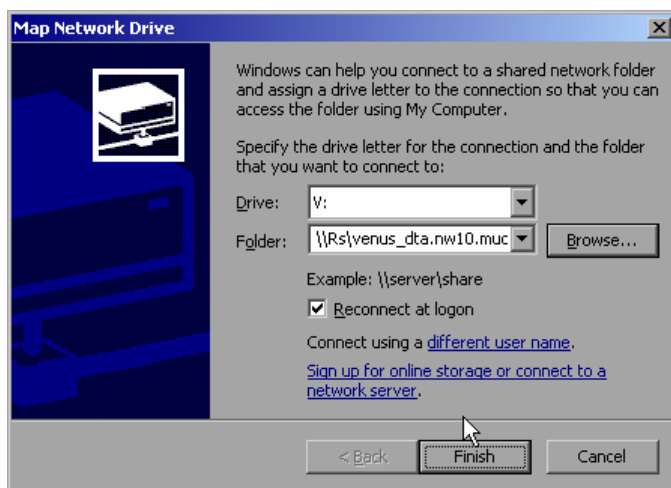 Map Network Drive
Windows can help you connect to a shared network folder
and assign a drive letter to the connection so that you can
access the folder using My Computer.
Specify the drive letter for the connection and the folder
that you want to connect to:
Drive: V:
Folder: \\Rs\venus_dta.nw10.muc Browse...
Example: \\server\share
Reconnect at logon
Connect using a different user name.
Sign up for online storage or connect to a
network server.
< Back Finish Cancel